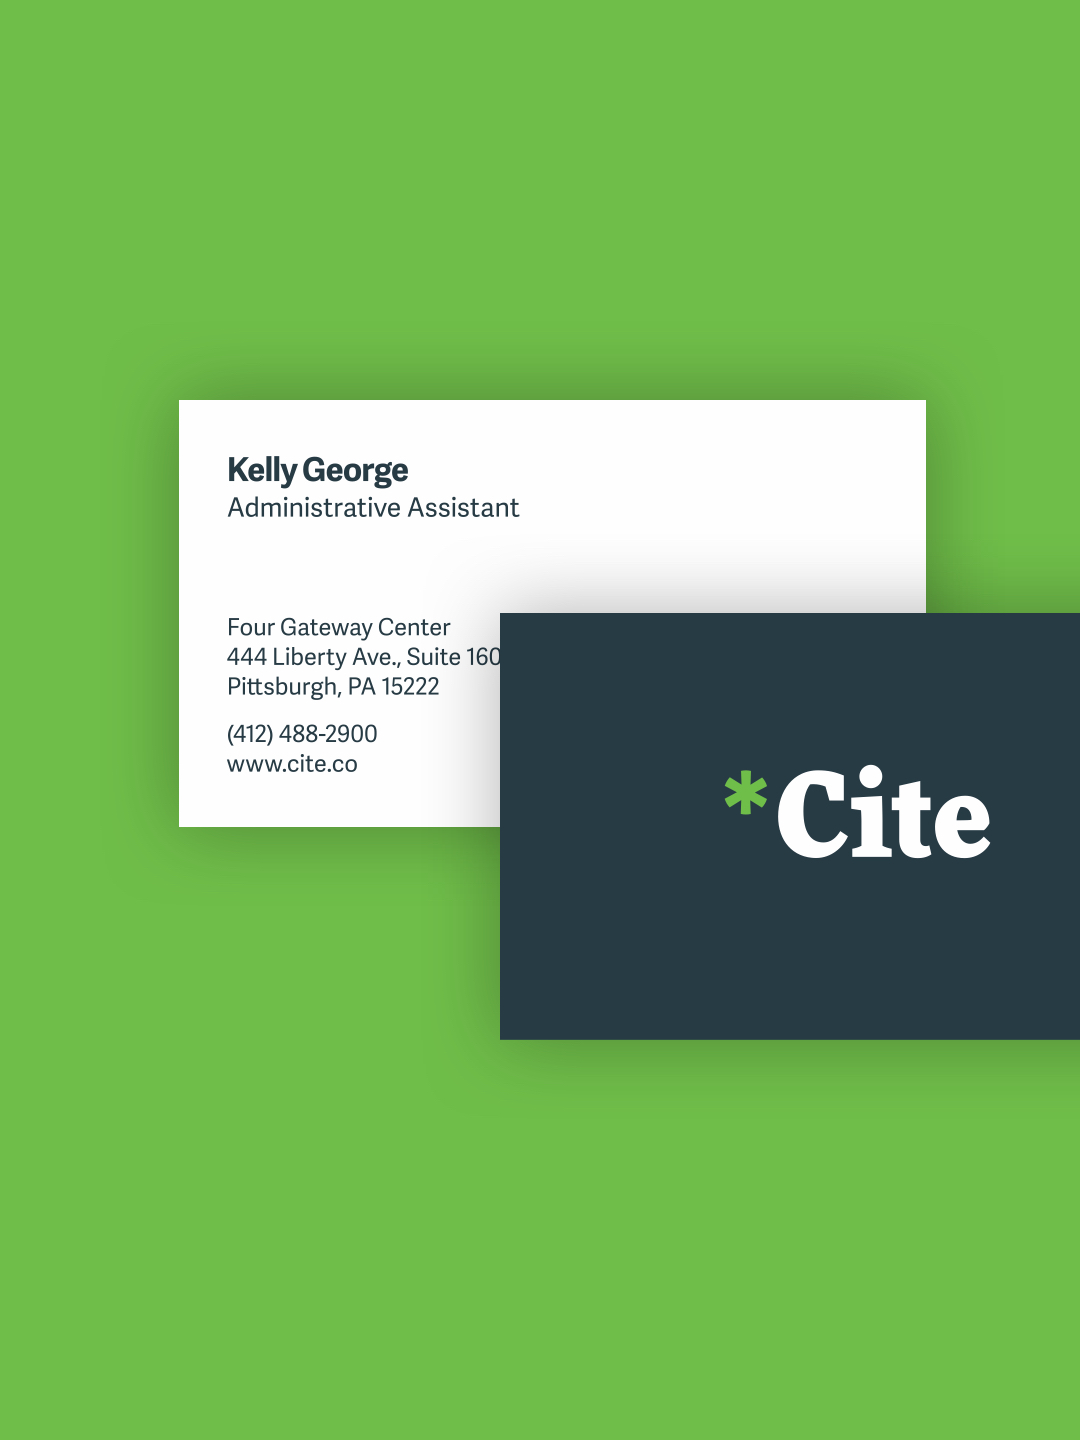 Kelly George
Administrative Assistant
Four Gateway Center
444 Liberty Ave., Suite 160
Pittsburgh, PA 15222
(412) 488-2900
www.cite.co
*Cite